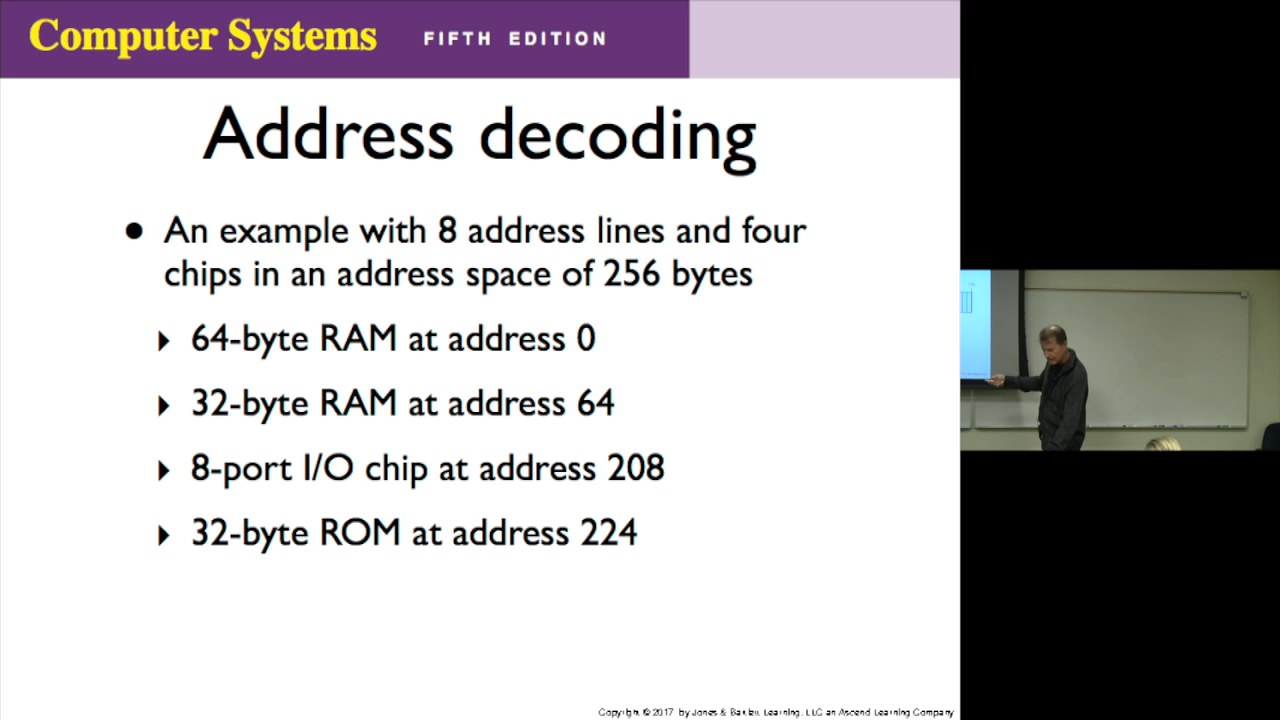 Computer Systems FIFTH EDITION
Address decoding
• An example with 8 address lines and four
chips in an address space of 256 bytes
‣ 64-byte RAM at address 0
‣ 32-byte RAM at address 64
‣ 8-port I/O chip at address 208
‣ 32-byte ROM at address 224
Copyright © 2017 by Jones & Bartlett Learning, LLC an Ascend Learning Company